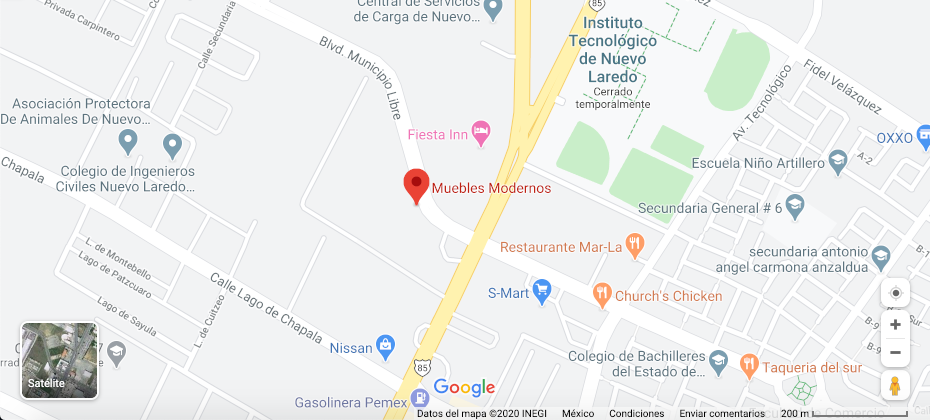 Privada Carpintero
Calle Secundaria
Central de Servicios
de Carga de Nuevo...
85
Instituto
Tecnológico
de Nuevo
Laredo
Cerrado
temporalmente
Blvd. Municipio Libre
Fidel Velázquez
Av. Tecnológico
Asociación Protectora
De Animales De Nuevo...
Fiesta Inn
OXXO
A-2
Colegio de Ingenieros
Civiles Nuevo Laredo...
Escuela Niño Artillero
Chapala
Muebles Modernos
Secundaria General # 6
L. de Montebello
Lago de Patzcuaro
Restaurante Mar-La
secundaria antonio
angel carmona anzaldúa
Calle Lago de Chapala
Lago de Sayula
L. de Cuitzeo
S-Mart
Church's Chicken
Nissan
Colegio de Bachilleres
del Estado de...
Taqueria del sur
85
Satélite
Google
Gasolinera Pemex
Datos del mapa ©2020 INEGI México Condiciones Enviar comentarios 200 m